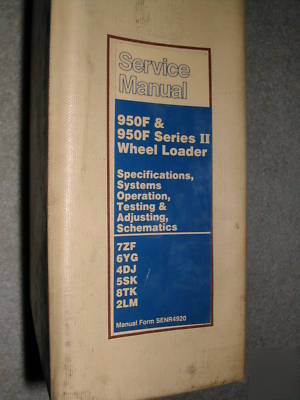 Service
Manual
950F &
950F Series II
Wheel Loader
Specifications,
Systems
Operation,
Testing &
Adjusting,
Schematics
7ZF
6YG
4DJ
5SK
8TK
2LM
Manual Form SENR4920